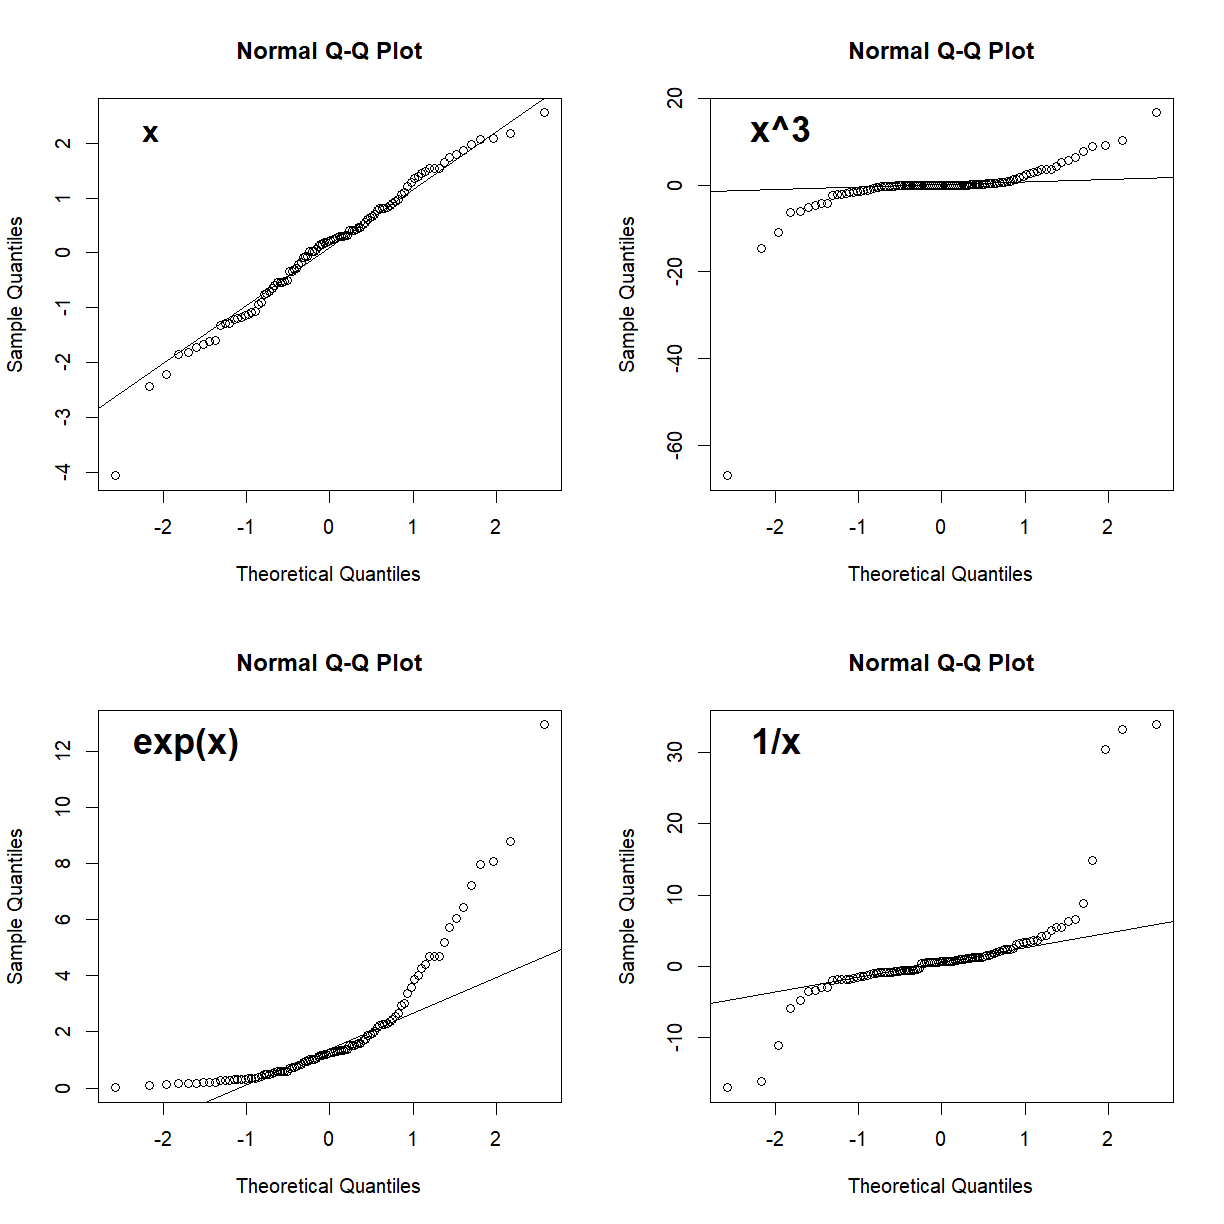 Normal Q-Q Plot
x
Sample Quantiles
2
1
0
-1
-2
-3
-4
-2 -1 0 1 2
Theoretical Quantiles
Normal Q-Q Plot
x^3
Sample Quantiles
20
0
-20
-40
-60
-2 -1 0 1 2
Theoretical Quantiles
Normal Q-Q Plot
exp(x)
Sample Quantiles
12
10
8
6
4
2
0
-2 -1 0 1 2
Theoretical Quantiles
Normal Q-Q Plot
1/x
Sample Quantiles
30
20
10
0
-10
-2 -1 0 1 2
Theoretical Quantiles